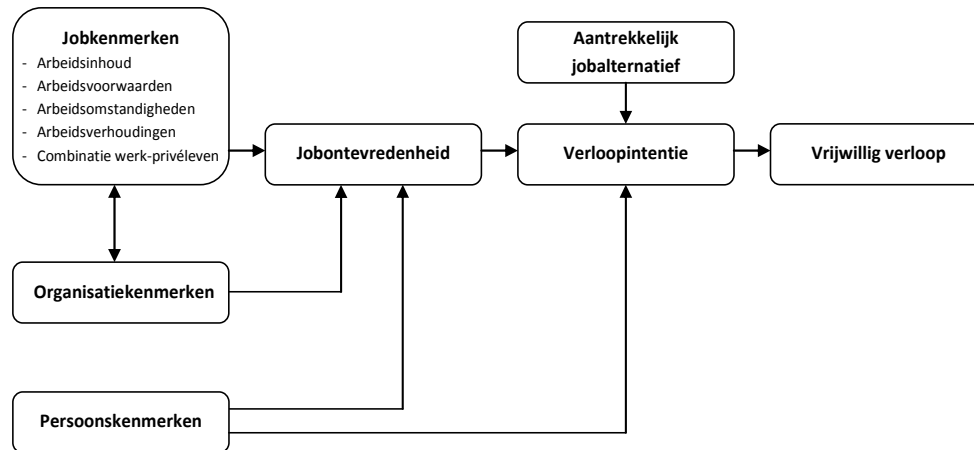 Jobkenmerken
- Arbeidsinhoud
- Arbeidsvoorwaarden
- Arbeidsomstandigheden
- Arbeidsverhoudingen
- Combinatie werk-privéleven
Aantrekkelijk
jobalternatief
Jobontevredenheid
Verloopintentie
Vrijwillig verloop
Organisatiekenmerken
Persoonskenmerken